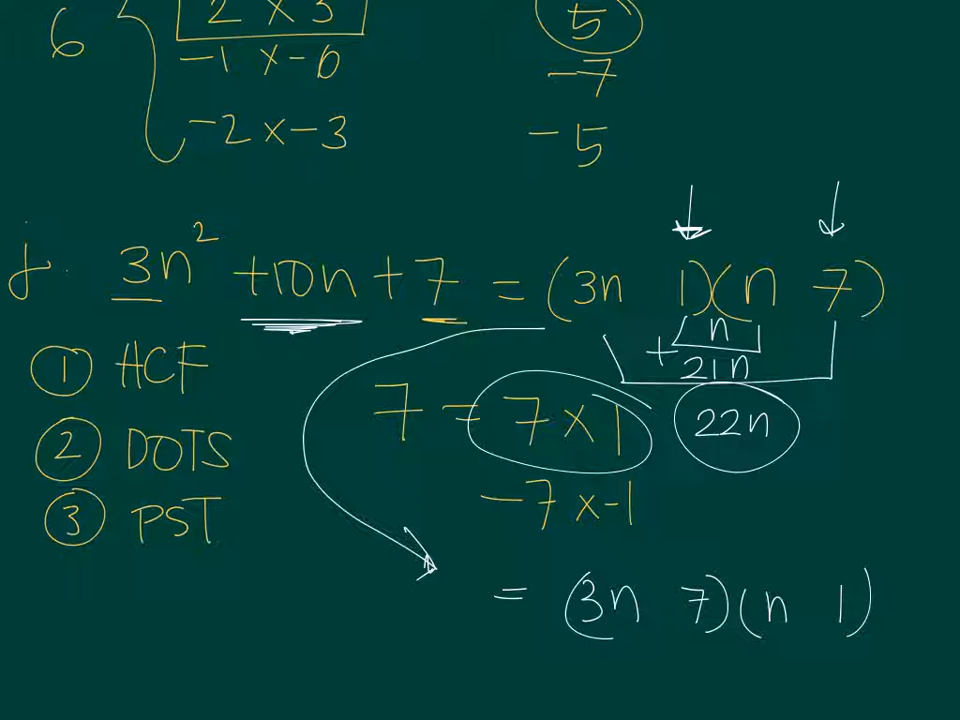 2 x 3 5
6 -1 x -6 -7
-2 x -3 -5
f. 3n² +10n + 7 = (3n 1)(n 7)
n
+ 21n
① HCF
7 = 7 x 1 22n
② DOTS
-7 x -1
③ PST
= (3n 7)(n 1)